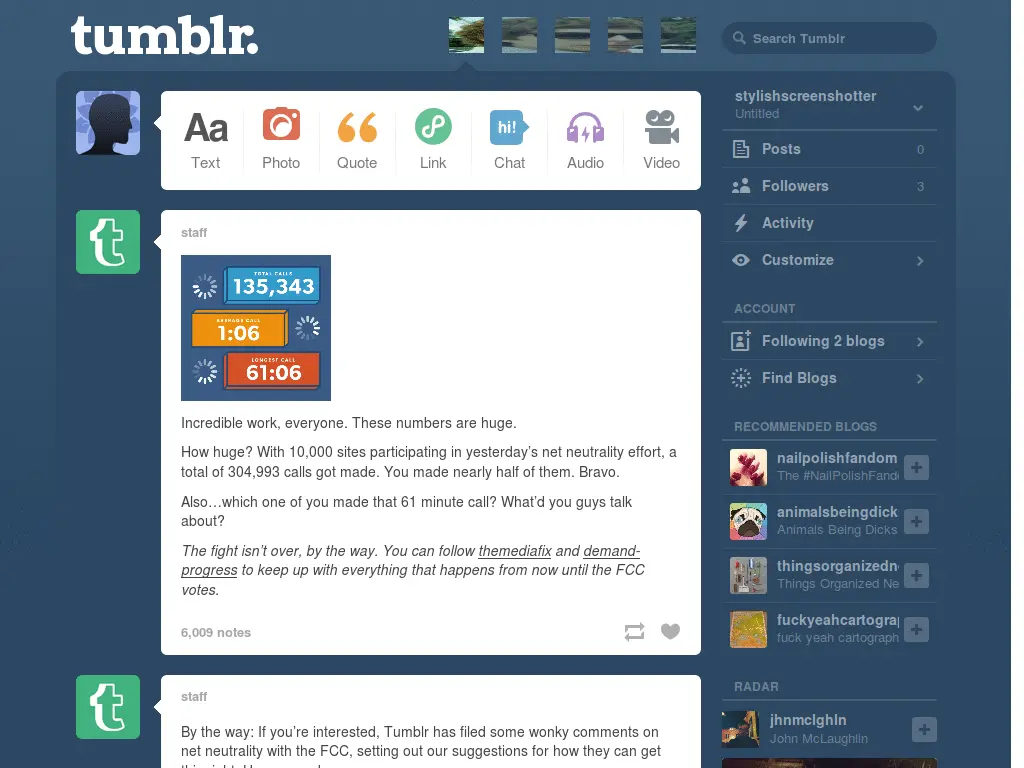 tumblr.
Search Tumblr
Aa
Text
Photo
Quote
Link
hi!
Chat
Audio
Video
staff
TOTAL CALLS
135,343
AVERAGE CALL
1:06
LONGEST CALL
61:06
Incredible work, everyone. These numbers are huge.
How huge? With 10,000 sites participating in yesterday's net neutrality effort, a
total of 304,993 calls got made. You made nearly half of them. Bravo.
Also…which one of you made that 61 minute call? What'd you guys talk
about?
The fight isn't over, by the way. You can follow themediafix and demand-
progress to keep up with everything that happens from now until the FCC
votes.
6,009 notes
t
staff
By the way: If you're interested, Tumblr has filed some wonky comments on
net neutrality with the FCC, setting out our suggestions for how they can get
t
stylishscreenshotter
Untitled
Posts 0
Followers 3
Activity
Customize
ACCOUNT
Following 2 blogs
Find Blogs
RECOMMENDED BLOGS
nailpolishfandom
The #NailPolishFand
animalsbeingdick
Animals Being Dicks
thingsorganizedn
Things Organized Ne
fuckyeahcartogra
fuck yeah cartograph
RADAR
jhnmclghln
John McLaughlin